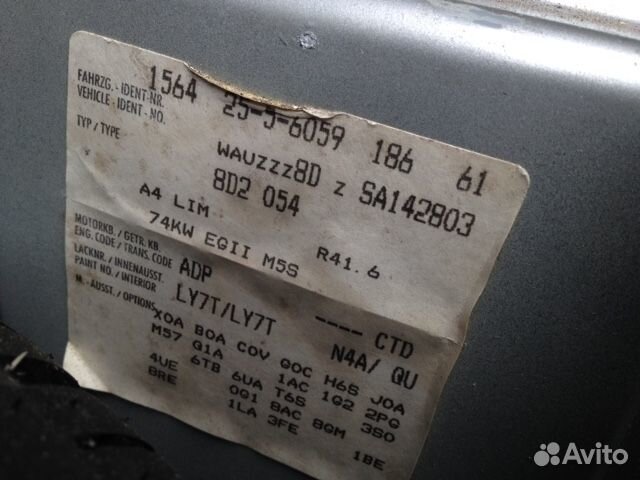 1564 25-5-6059 186 61
FAHRZG.-IDENT-NR.
VEHICLE-IDENT-NO. WAUZZZ8D Z SA142803
TYP/TYPE 8D2 054
A4 LIM
74KW EGII M5S R41.6
MOTORKB./GETR.KB.
ENG.CODE/TRANS.CODE ADP ---- CTD
LACKNR./INNENAUSST.
PAINT NO./INTERIOR LY7T/LY7T N4A/ QU
M.-AUSST./OPTIONS
X0A B0A C0V G0C H6S J0A
M57 G1A 1AC 1G2 2PG
4UE 6TB 6UA T6S 3S0
BRE 0G1 8AC 8GM
1LA 3FE 1BE
Avito